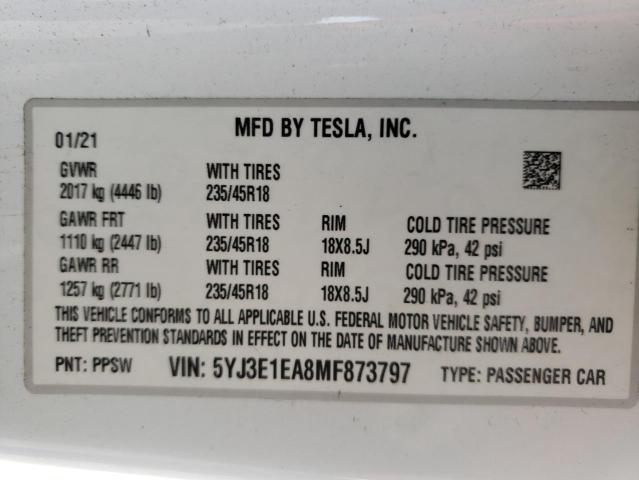 01/21 MFD BY TESLA, INC.
GVWR WITH TIRES
2017 kg (4446 lb) 235/45R18
GAWR FRT WITH TIRES RIM COLD TIRE PRESSURE
1110 kg (2447 lb) 235/45R18 18X8.5J 290 kPa, 42 psi
GAWR RR WITH TIRES RIM COLD TIRE PRESSURE
1257 kg (2771 lb) 235/45R18 18X8.5J 290 kPa, 42 psi
THIS VEHICLE CONFORMS TO ALL APPLICABLE U.S. FEDERAL MOTOR VEHICLE SAFETY, BUMPER, AND
THEFT PREVENTION STANDARDS IN EFFECT ON THE DATE OF MANUFACTURE SHOWN ABOVE.
PNT: PPSW VIN: 5YJ3E1EA8MF873797 TYPE: PASSENGER CAR